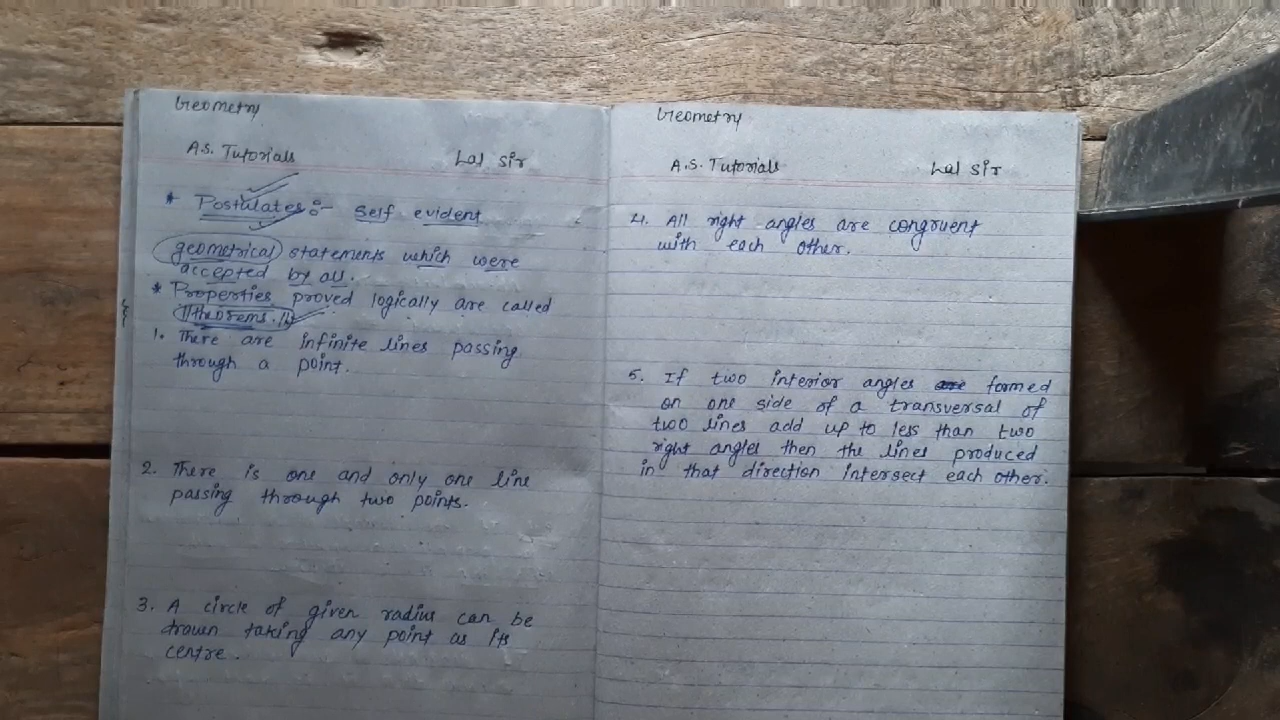 Geometry
A.S. Tutorials Lal Sir
* Postulates :- Self evident
geometrical statements which were
accepted by all.
* Properties proved logically are called
Theorems.
1. There are infinite lines passing
through a point.
2. There is one and only one line
passing through two points.
3. A circle of given radius can be
drawn taking any point as its
centre.
Geometry
A.S. Tutorials Lal Sir
4. All right angles are congruent
with each other.
5. If two interior angles are formed
on one side of a transversal of
two lines add up to less than two
right angles then the lines produced
in that direction intersect each other.